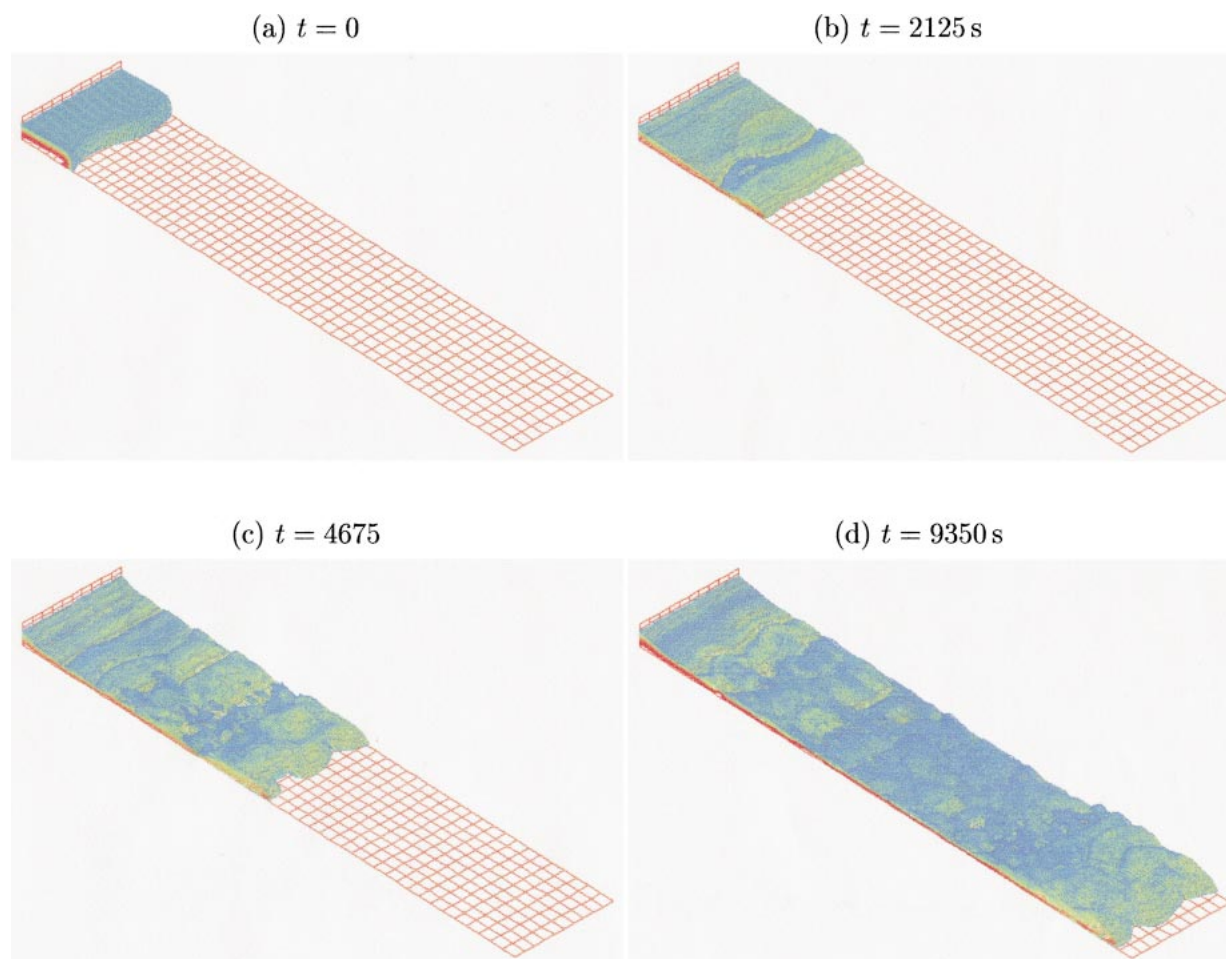 (a) t = 0
(b) t = 2125 s
(c) t = 4675
(d) t = 9350 s